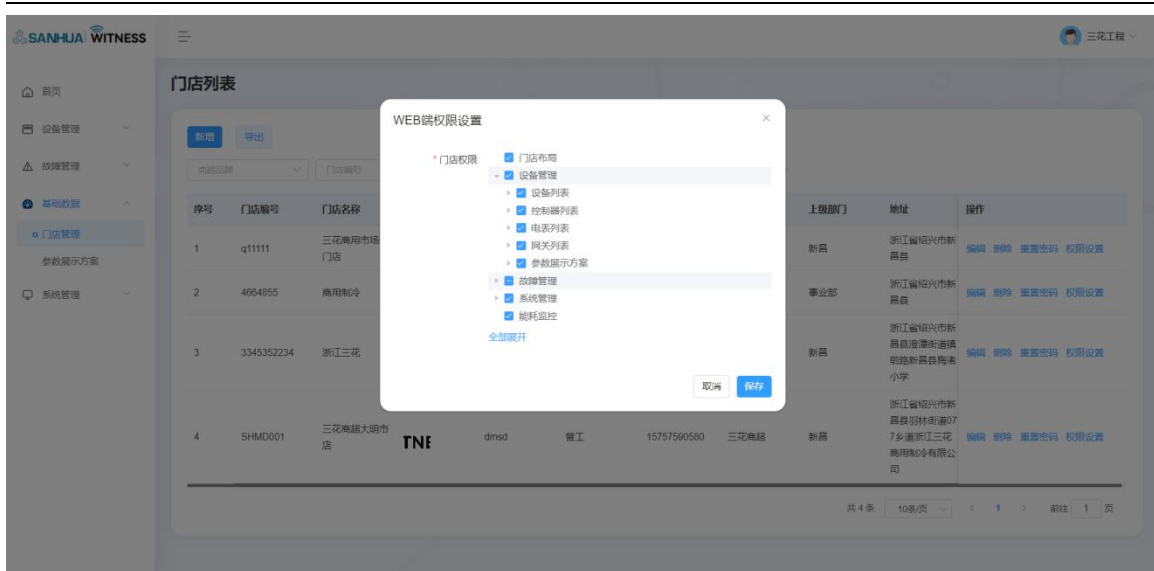 SANHUA WITNESS
三花工程
首页
设备管理
故障管理
基础数据
门店管理
参数展示方案
系统管理
门店列表
新增 导出
商超品牌 门店编号
序号 门店编号 门店名称 上级部门 地址 操作
1 q11111 三花商用市场门店 新昌 浙江省绍兴市新昌县 编辑 删除 重置密码 权限设置
2 4664855 商用制冷 事业部 浙江省绍兴市新昌县 编辑 删除 重置密码 权限设置
3 3345352234 浙江三花 新昌 浙江省绍兴市新昌县澄潭街道镇前路新昌县梅渚小学 编辑 删除 重置密码 权限设置
4 SHMD001 三花商超大明市店 TNE dmsd 曾工 15757590580 三花商超 新昌 浙江省绍兴市新昌县羽林街道077乡道浙江三花商用制冷有限公司 编辑 删除 重置密码 权限设置
共 4 条 10条/页 1 前往 1 页
WEB端权限设置
* 门店权限
门店布局
设备管理
设备列表
控制器列表
电表列表
网关列表
参数展示方案
故障管理
系统管理
能耗监控
全部展开
取消 保存